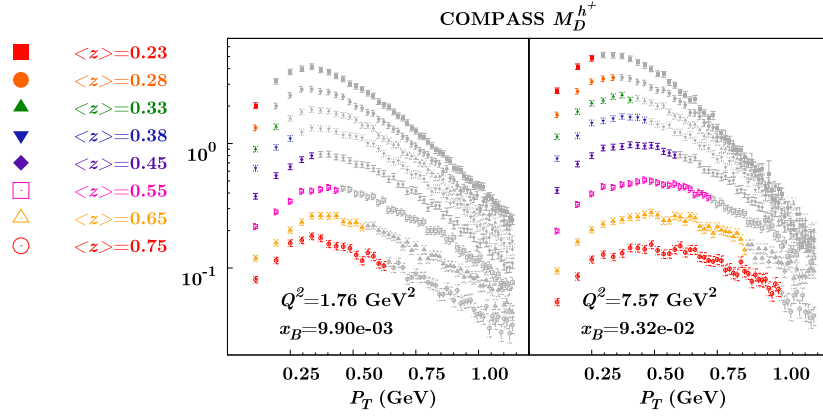 COMPASS M_D^{h^+}
<z>=0.23
<z>=0.28
<z>=0.33
<z>=0.38
<z>=0.45
<z>=0.55
<z>=0.65
<z>=0.75
10^0
10^{-1}
Q^2=1.76 GeV^2
x_B=9.90e-03
Q^2=7.57 GeV^2
x_B=9.32e-02
0.25 0.50 0.75 1.00
0.25 0.50 0.75 1.00
P_T (GeV)
P_T (GeV)